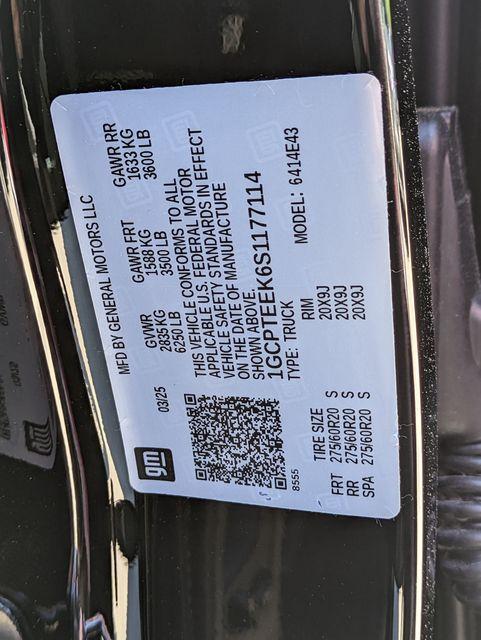 gm
MFD BY GENERAL MOTORS LLC
03/25 GVWR GAWR FRT GAWR RR
2835KG 1588 KG 1633 KG
6250 LB 3500 LB 3600 LB
THIS VEHICLE CONFORMS TO ALL
APPLICABLE U.S. FEDERAL MOTOR
VEHICLE SAFETY STANDARDS IN EFFECT
ON THE DATE OF MANUFACTURE
SHOWN ABOVE.
1GCPTEEK6S1177114
TYPE: TRUCK MODEL: 6414E43
8555
TIRE SIZE RIM
FRT 275/60R20 S 20X9J
RR 275/60R20 S 20X9J
SPA 275/60R20 S 20X9J